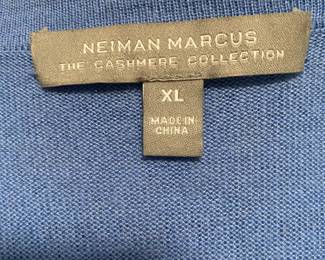 NEIMAN MARCUS
THE CASHMERE COLLECTION
XL
MADE IN
CHINA